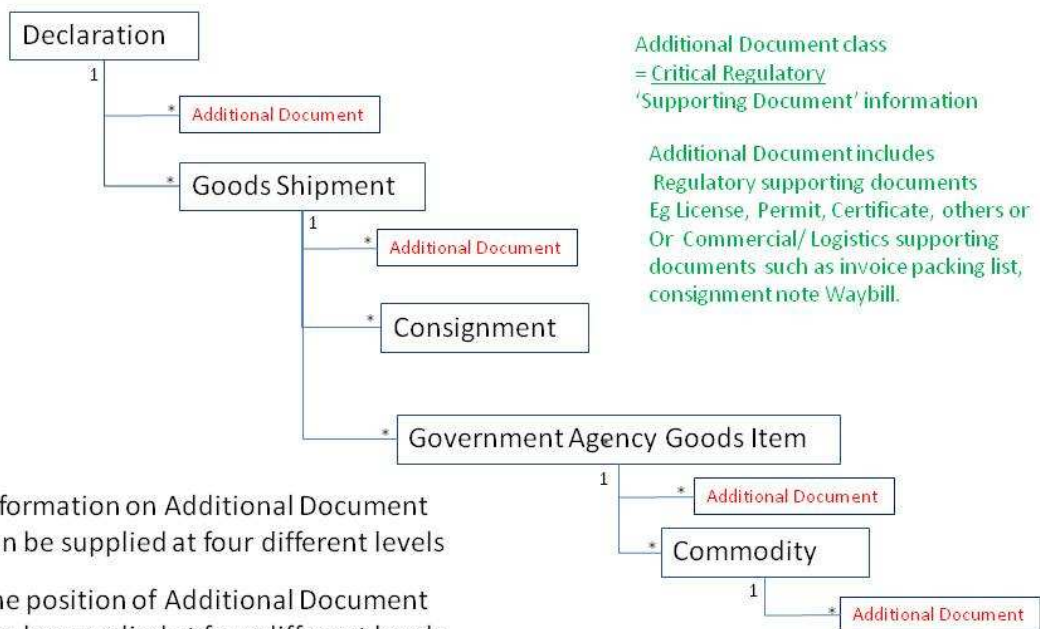 Declaration
1
* Additional Document
* Goods Shipment
1
* Additional Document
* Consignment
* Government Agency Goods Item
*
1
* Additional Document
* Commodity
1
* Additional Document
Additional Document class
= Critical Regulatory
‘Supporting Document’ information
Additional Document includes
Regulatory supporting documents
Eg License, Permit, Certificate, others or
Or Commercial/ Logistics supporting
documents such as invoice packing list,
consignment note Waybill.
formation on Additional Document
n be supplied at four different levels
ne position of Additional Document